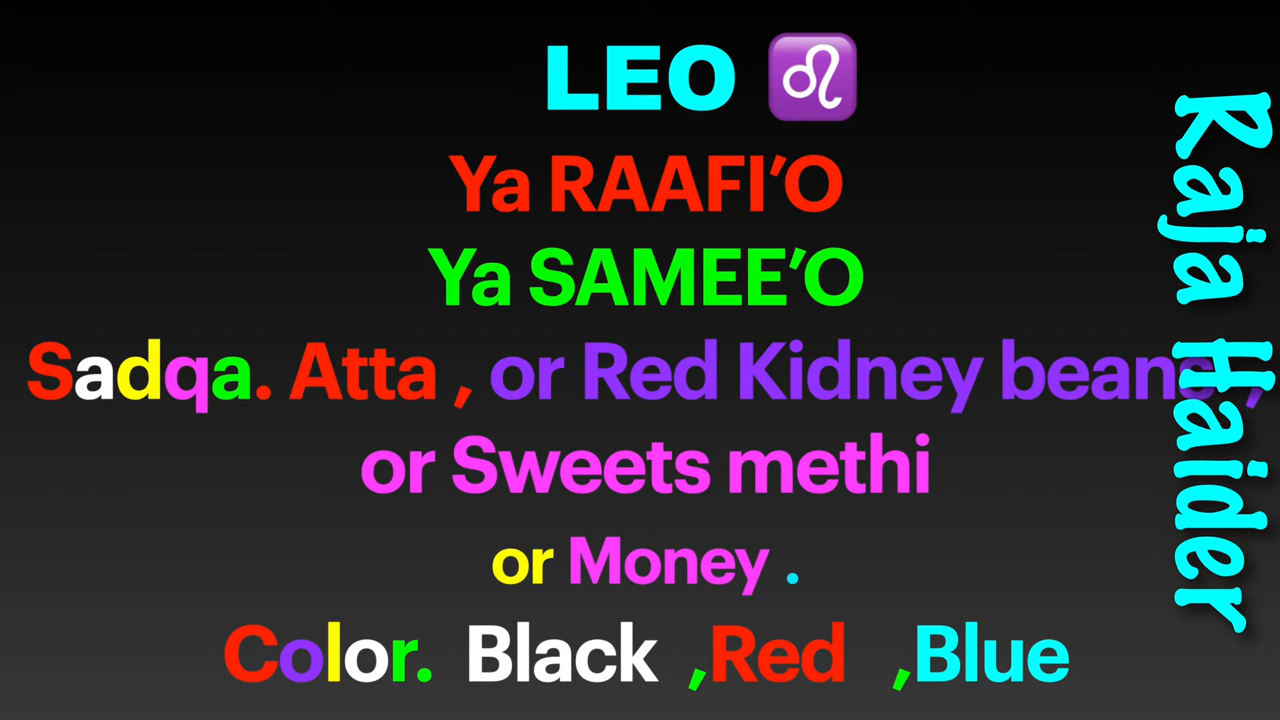 LEO ♌
Ya RAAFI’O
Ya SAMEE’O
Sadqa. Atta , or Red Kidney beans ,
or Sweets methi
or Money .
Color. Black ,Red ,Blue
Raja Haider